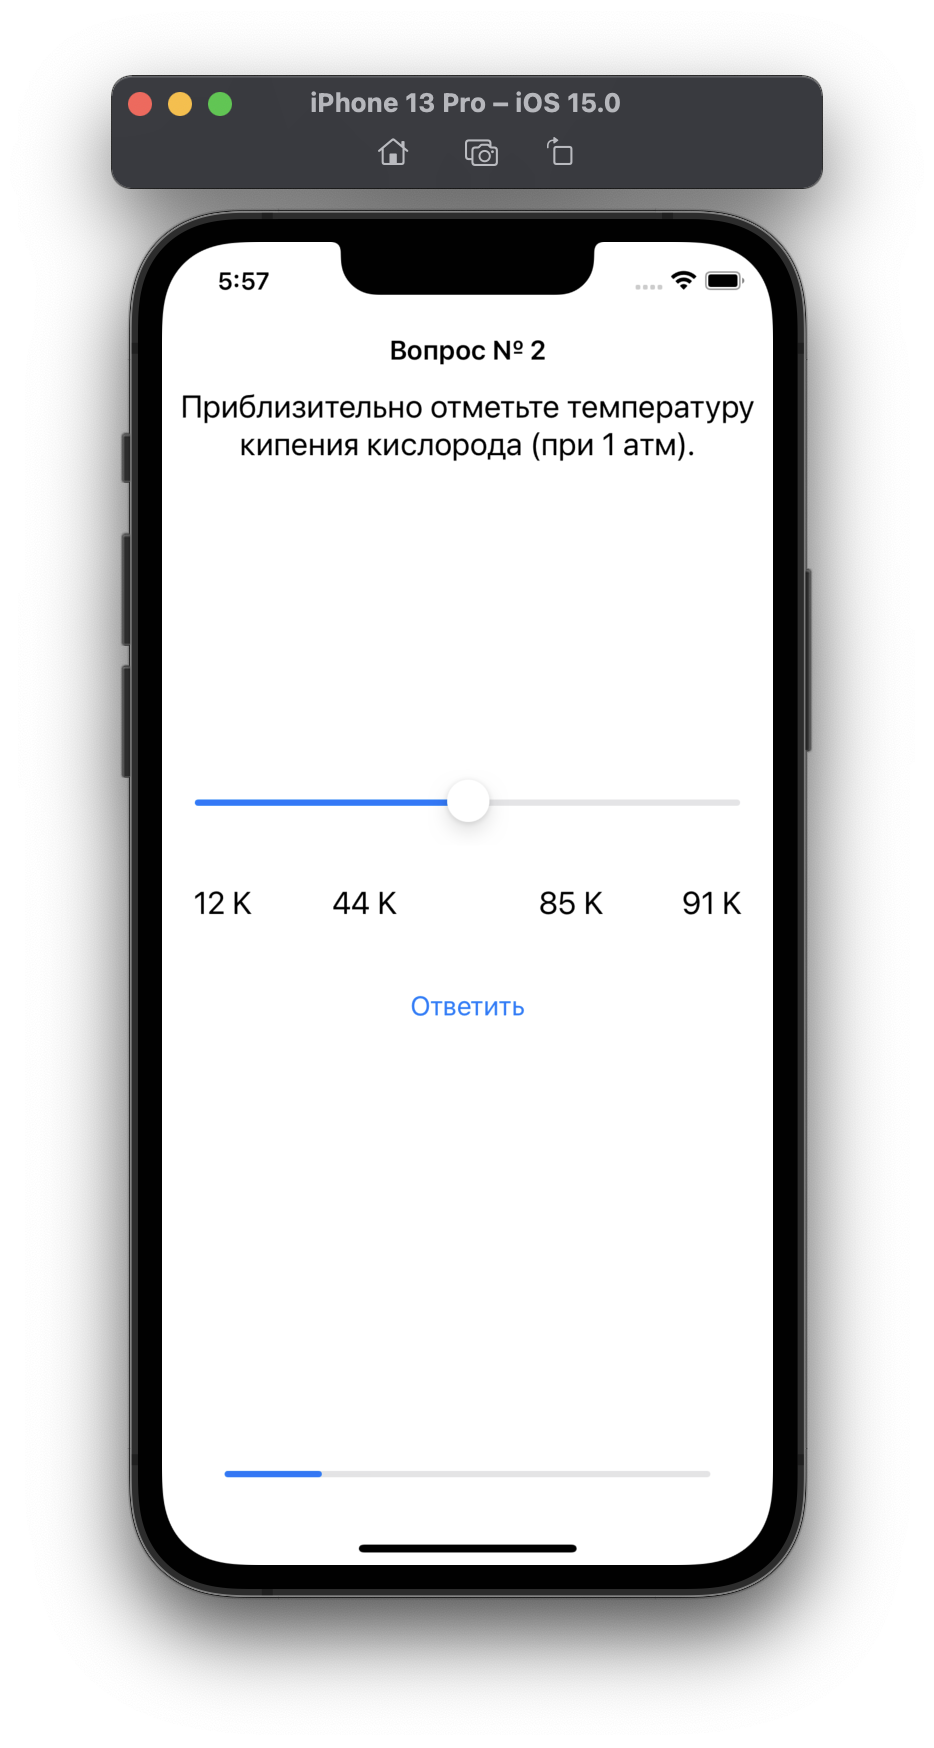 iPhone 13 Pro – iOS 15.0
5:57
Вопрос № 2
Приблизительно отметьте температуру
кипения кислорода (при 1 атм).
12 K 44 K 85 K 91 K
Ответить